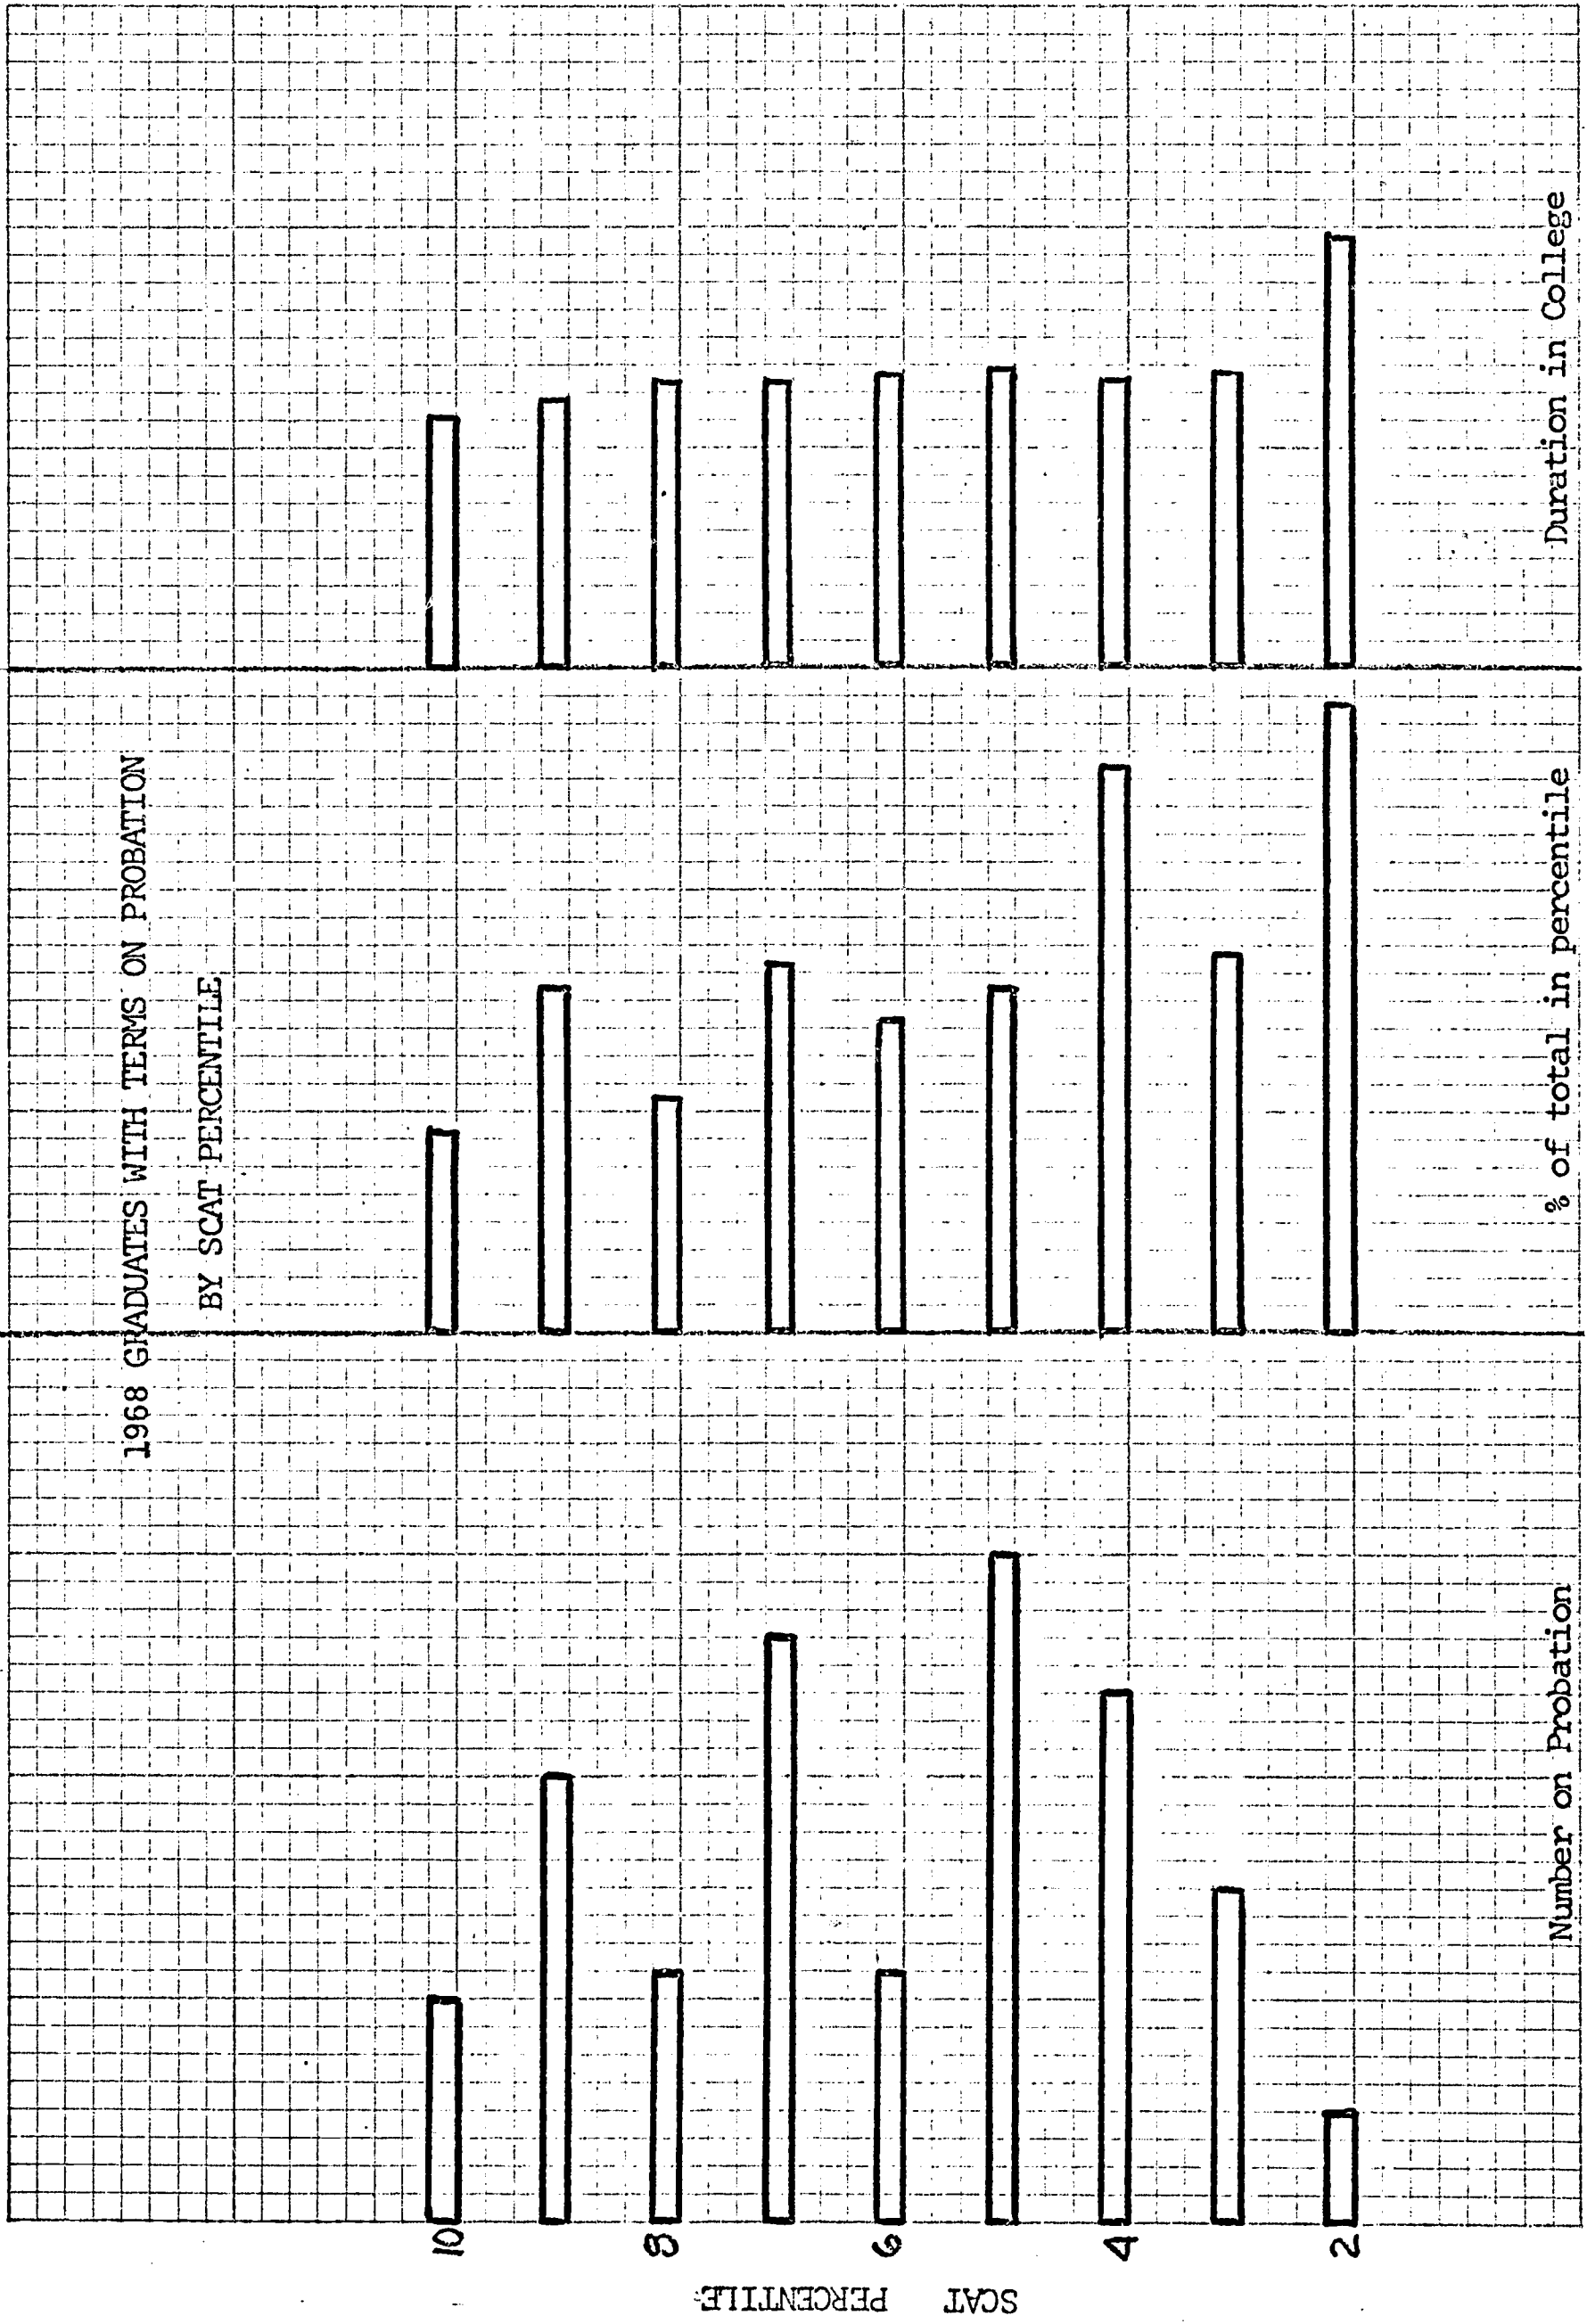 1968 GRADUATES WITH TERMS ON PROBATION
BY SCAT PERCENTILE
SCAT PERCENTILE
10
8
6
4
2
Number on Probation
% of total in percentile
Duration in College